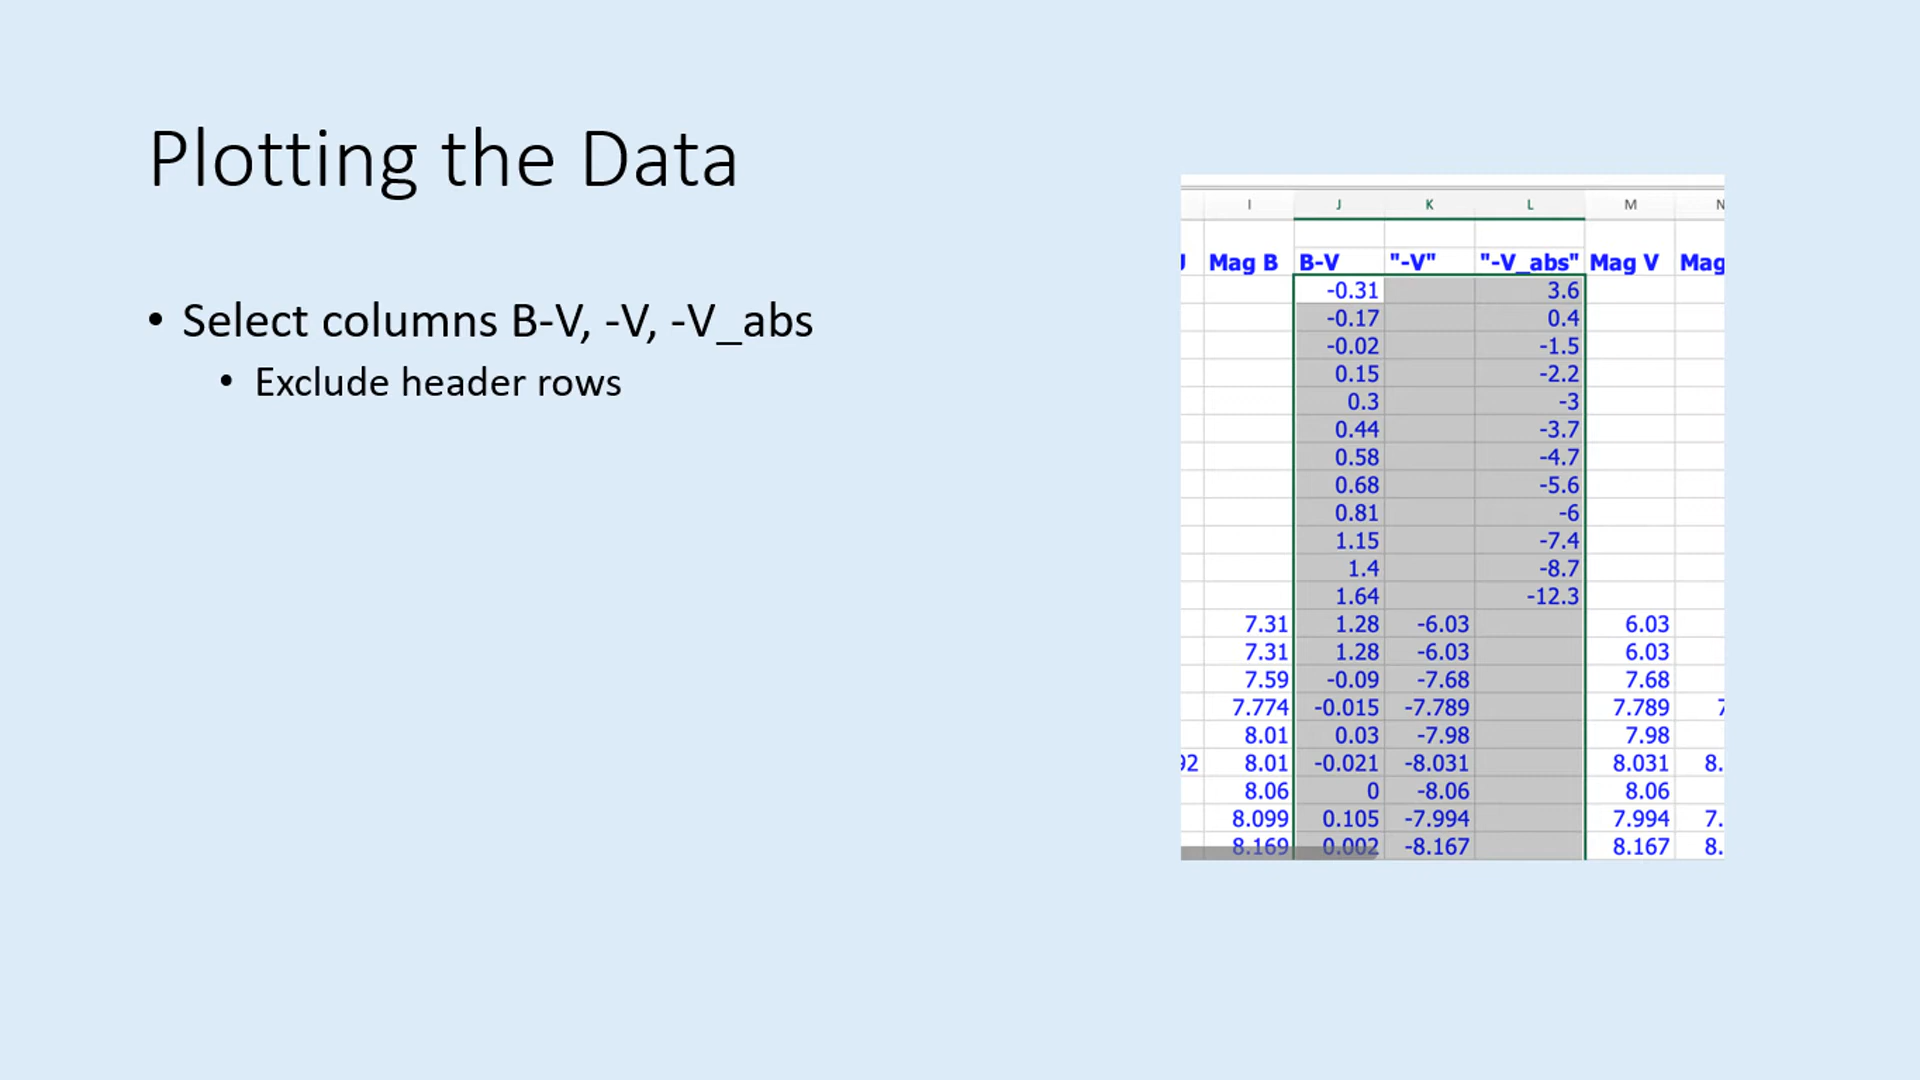 Plotting the Data
• Select columns B-V, -V, -V_abs
• Exclude header rows
I J K L M N
Mag B B-V "-V" "-V_abs" Mag V Mag
-0.31 3.6
-0.17 0.4
-0.02 -1.5
0.15 -2.2
0.3 -3
0.44 -3.7
0.58 -4.7
0.68 -5.6
0.81 -6
1.15 -7.4
1.4 -8.7
1.64 -12.3
7.31 1.28 -6.03 6.03
7.31 1.28 -6.03 6.03
7.59 -0.09 -7.68 7.68
7.774 -0.015 -7.789 7.789 7
8.01 0.03 -7.98 7.98
92 8.01 -0.021 -8.031 8.031 8.
8.06 0 -8.06 8.06
8.099 0.105 -7.994 7.994 7.
8.169 0.002 -8.167 8.167 8.